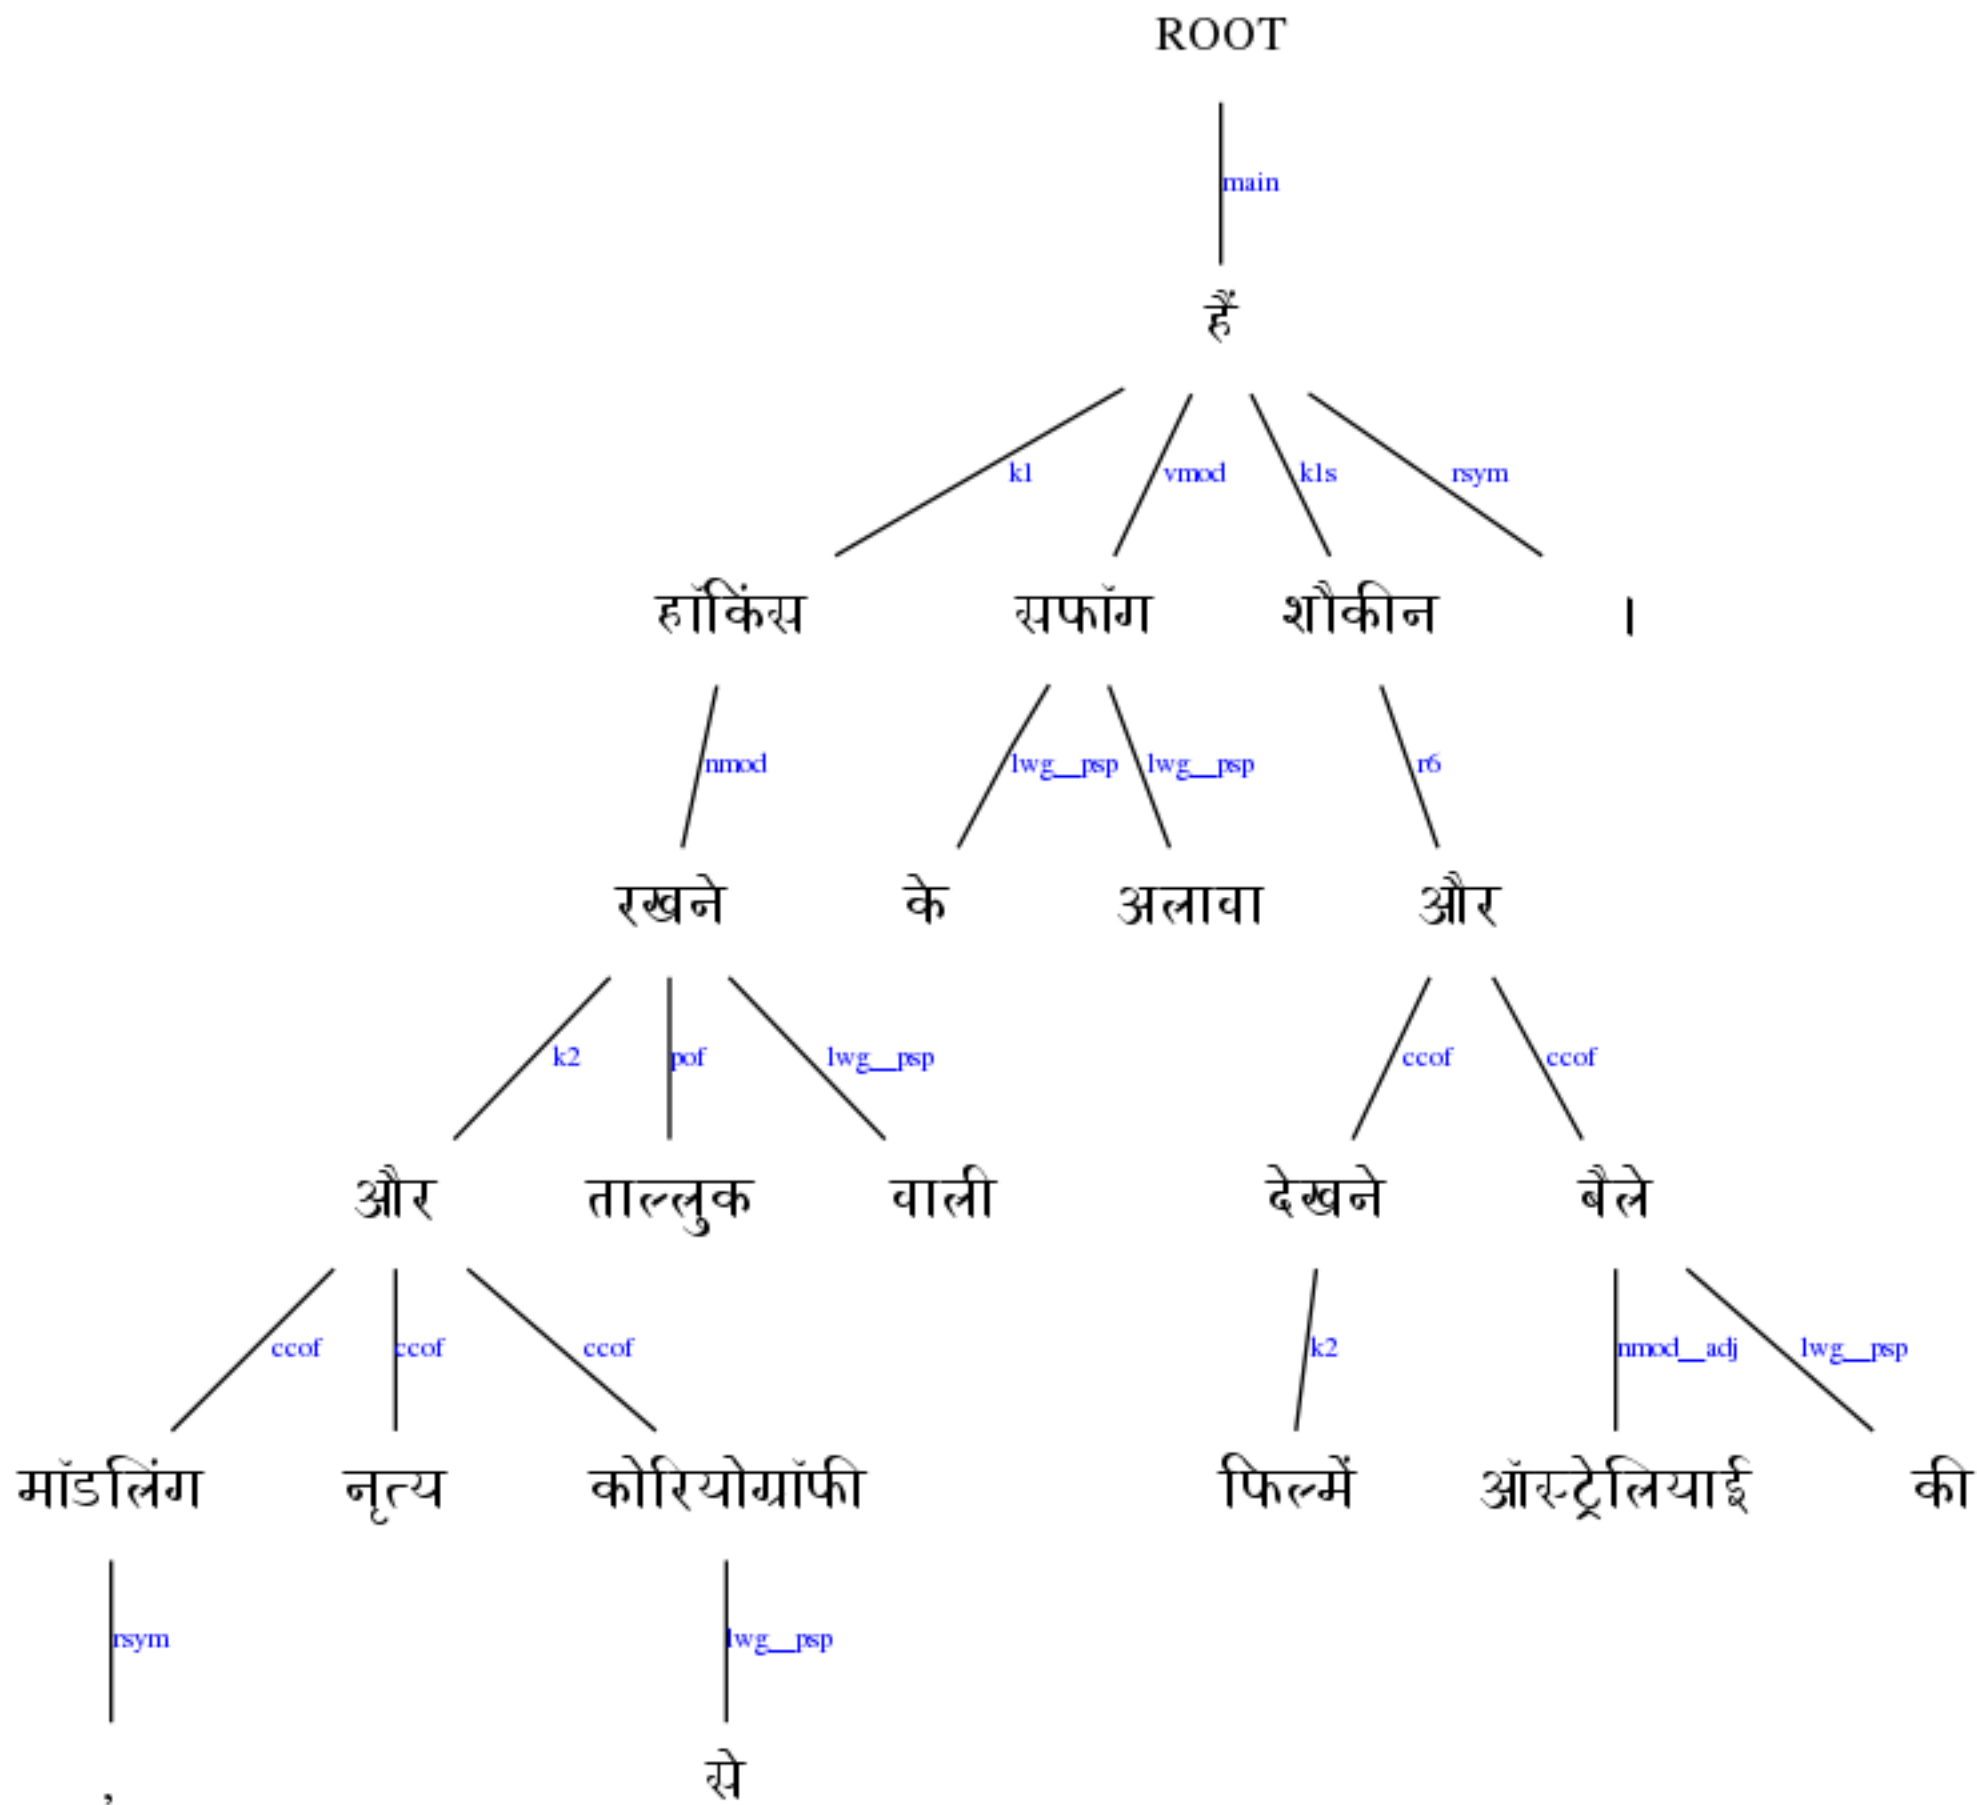 ROOT
main
हैं
k1 vmod k1s rsym
हॉकिंस सफॉग शौकीन ।
nmod lwg__psp lwg__psp r6
रखने के अलावा और
k2 pof lwg__psp ccof ccof
और ताल्लुक वाली देखने बैले
ccof ccof ccof k2 nmod__adj lwg__psp
मॉडलिंग नृत्य कोरियोग्रॉफी फिल्में ऑस्ट्रेलियाई की
rsym lwg__psp
, से